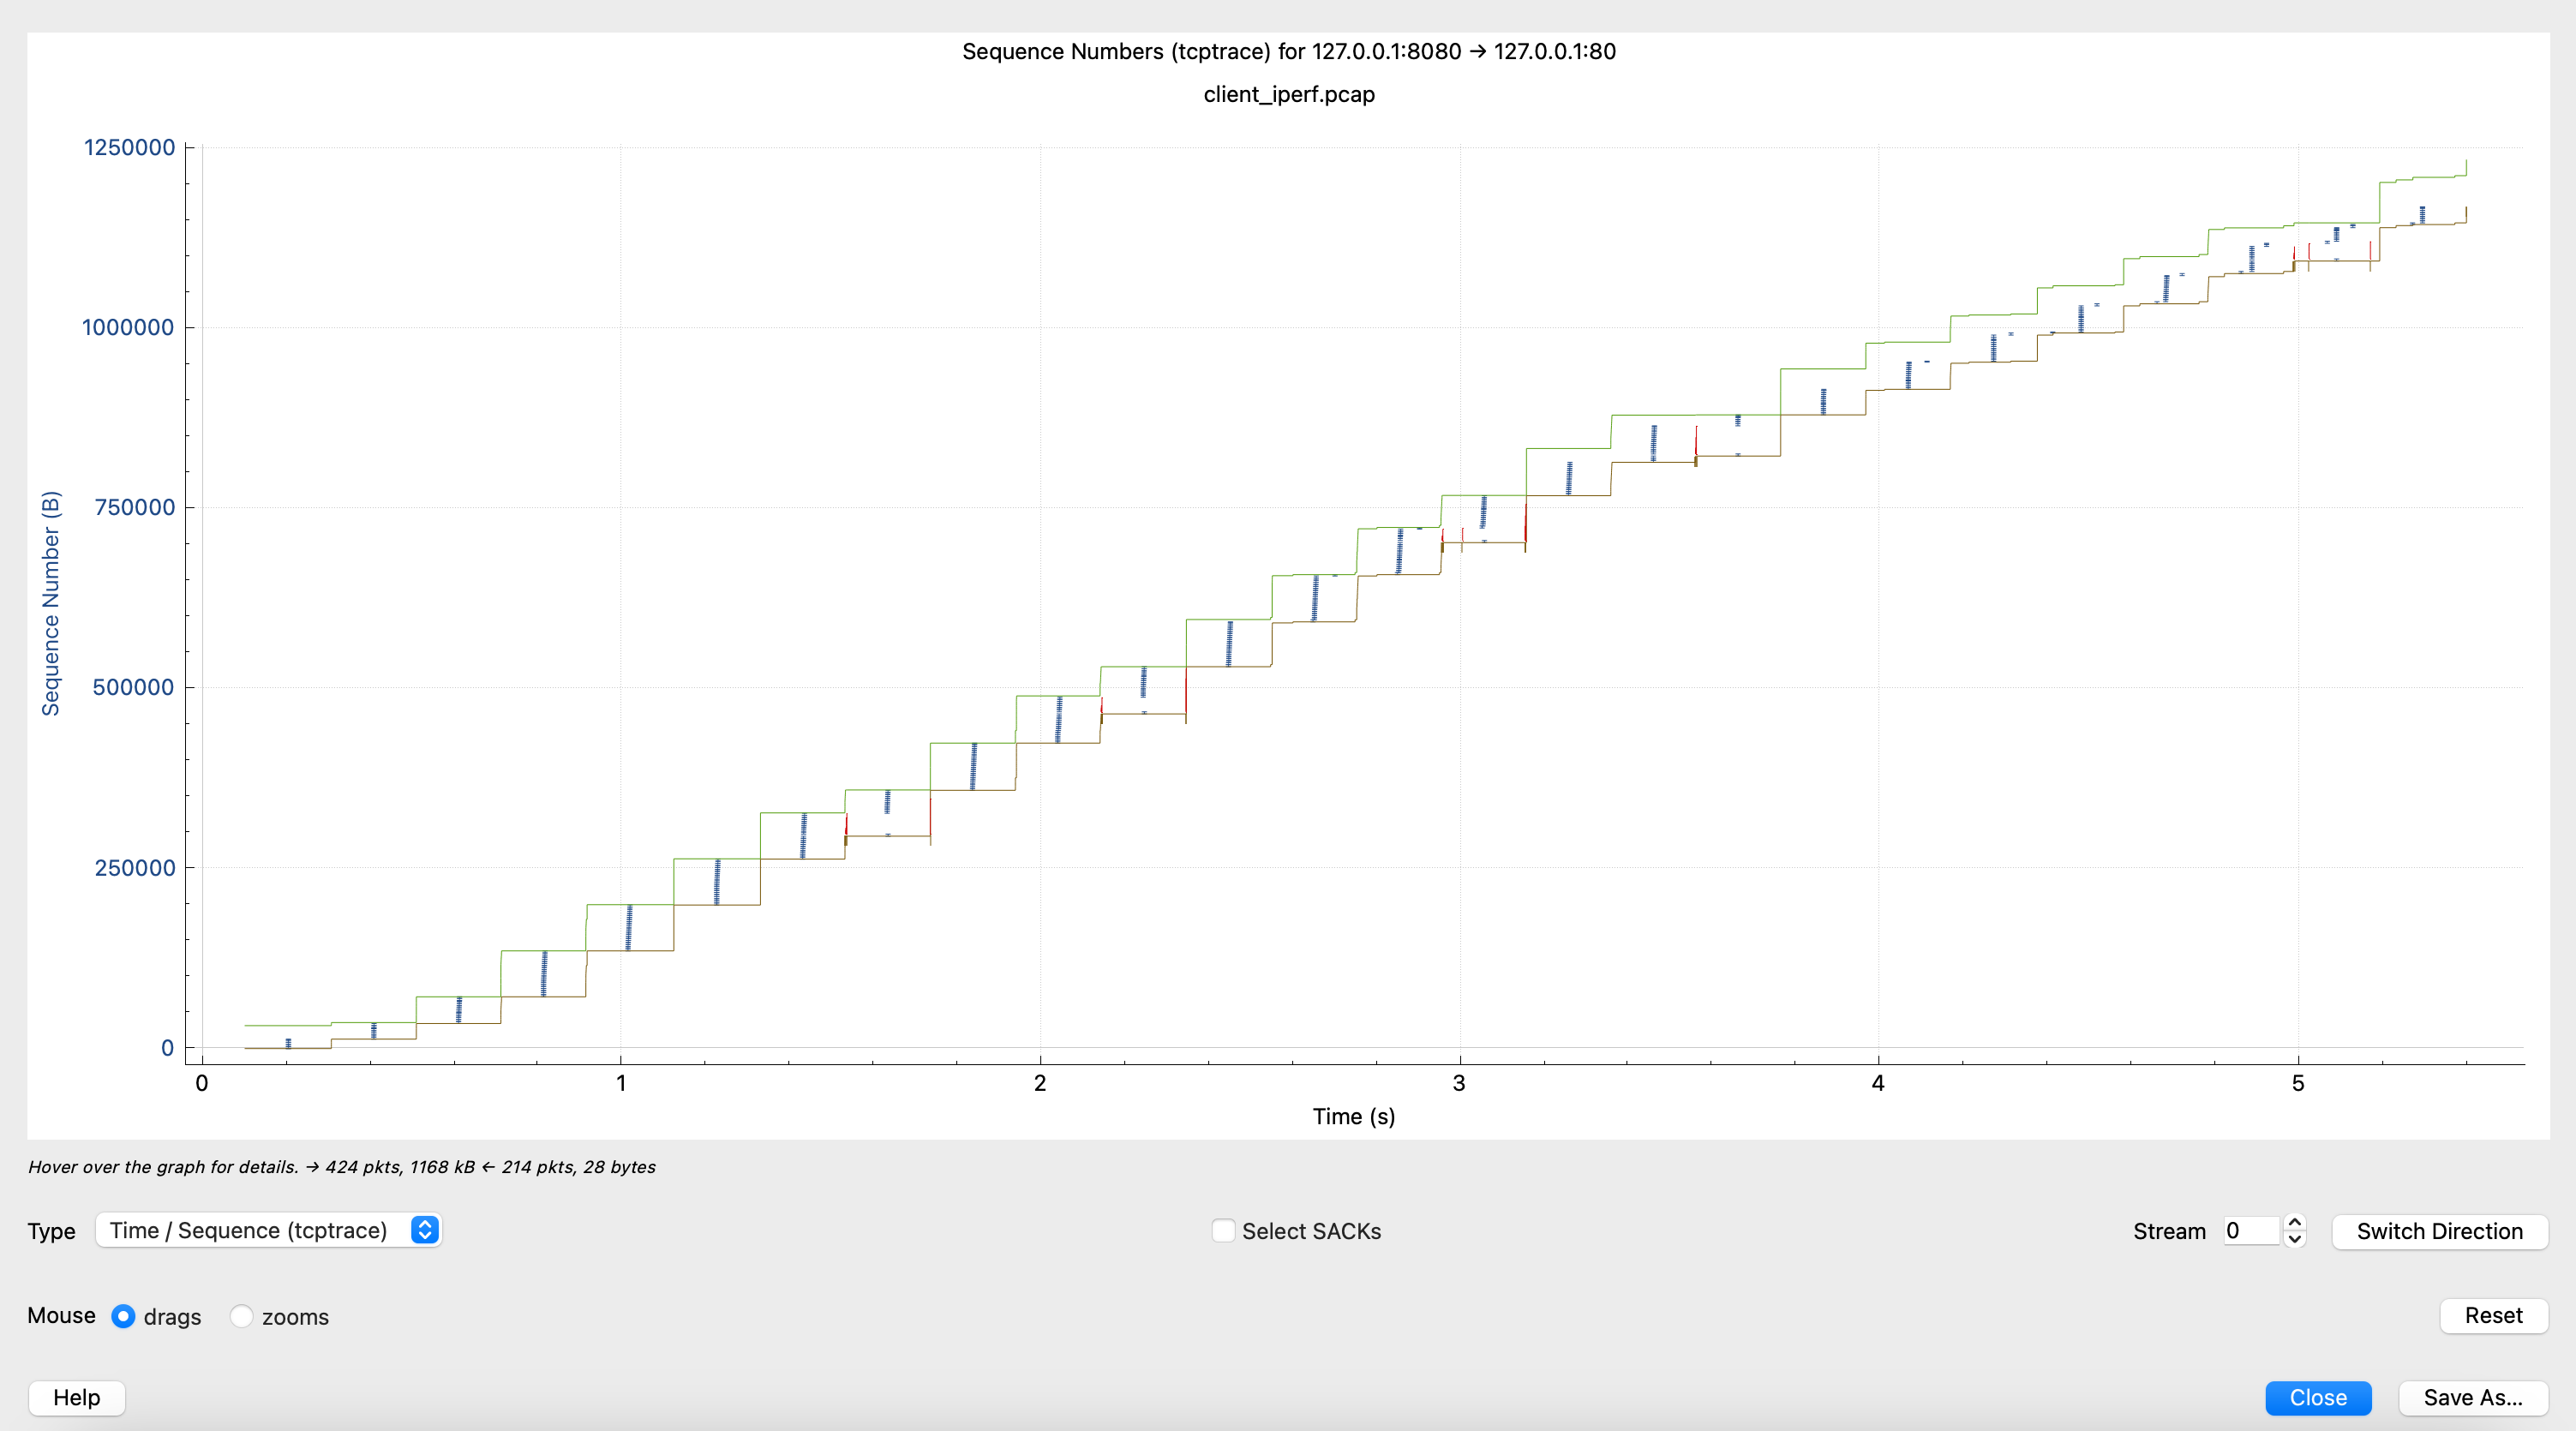 Sequence Numbers (tcptrace) for 127.0.0.1:8080 → 127.0.0.1:80
client_iperf.pcap
1250000
1000000
750000
500000
250000
0
Sequence Number (B)
0 1 2 3 4 5
Time (s)
Hover over the graph for details. → 424 pkts, 1168 kB ← 214 pkts, 28 bytes
Type Time / Sequence (tcptrace) Select SACKs Stream 0 Switch Direction
Mouse drags zooms Reset
Help Close Save As...